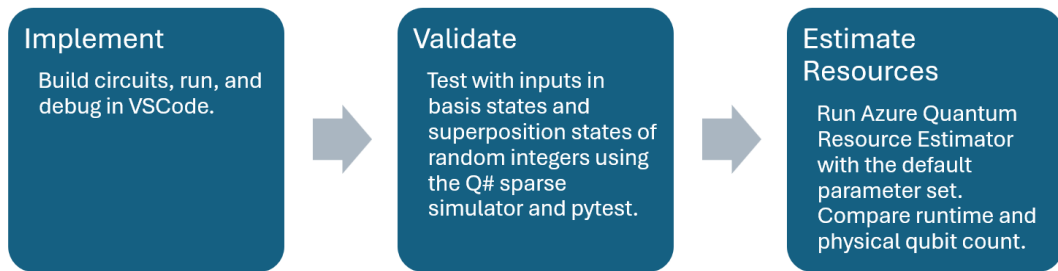 Implement
Build circuits, run, and
debug in VSCode.
Validate
Test with inputs in
basis states and
superposition states of
random integers using
the Q# sparse
simulator and pytest.
Estimate
Resources
Run Azure Quantum
Resource Estimator
with the default
parameter set.
Compare runtime and
physical qubit count.